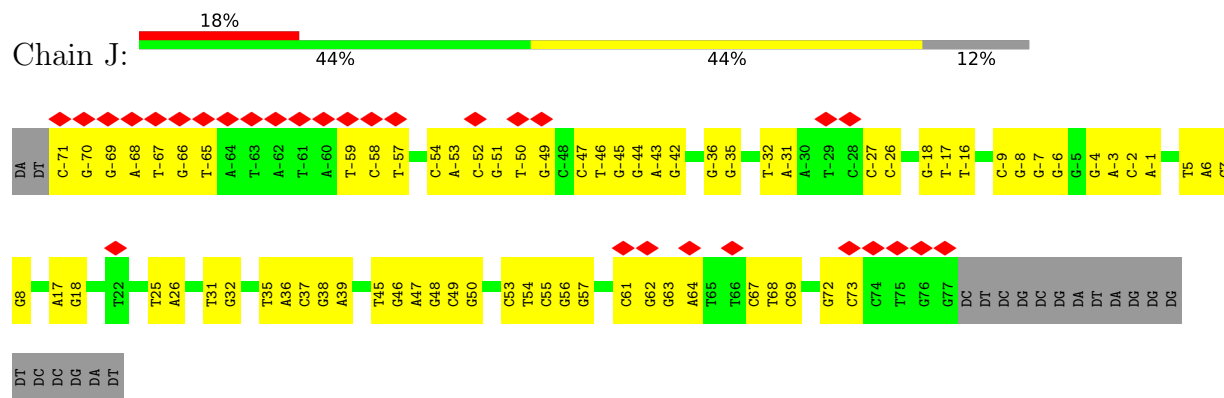 18%
Chain J:
44% 44% 12%
DA DT C-71 G-70 G-69 A-68 T-67 G-66 T-65 A-64 T-63 A-62 T-61 A-60 T-59 C-58 T-57 C-54 A-53 C-52 G-51 T-50 G-49 C-48 C-47 T-46 G-45 G-44 A-43 G-42 G-36 G-35 T-32 A-31 A-30 T-29 C-28 C-27 C-26 G-18 T-17 T-16 C-9 G-8 G-7 G-6 G-5 G-4 A-3 C-2 A-1 T5 A6
G8 A17 G18 T22 T25 A26 T31 G32 T35 A36 C37 G38 A39 T45 G46 A47 G48 C49 G50 C53 T54 C55 G56 G57 C61 G62 G63 A64 T65 T66 C67 T68 C69 G72 C73 C74 T75 G76 G77 DC DT DC DG DC DG DA DT DA DG DG DG
DT DC DC DG DA DT